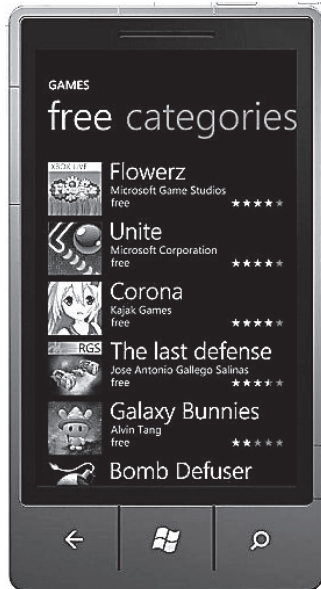 GAMES
free categories
XBOX LIVE
Flowerz
Flowerz
Microsoft Game Studios
free
Unite
Microsoft Corporation
free
Corona
Kajak Games
free
RGS
The last defense
Jose Antonio Gallego Salinas
free
Galaxy Bunnies
Alvin Tang
free
Bomb Defuser